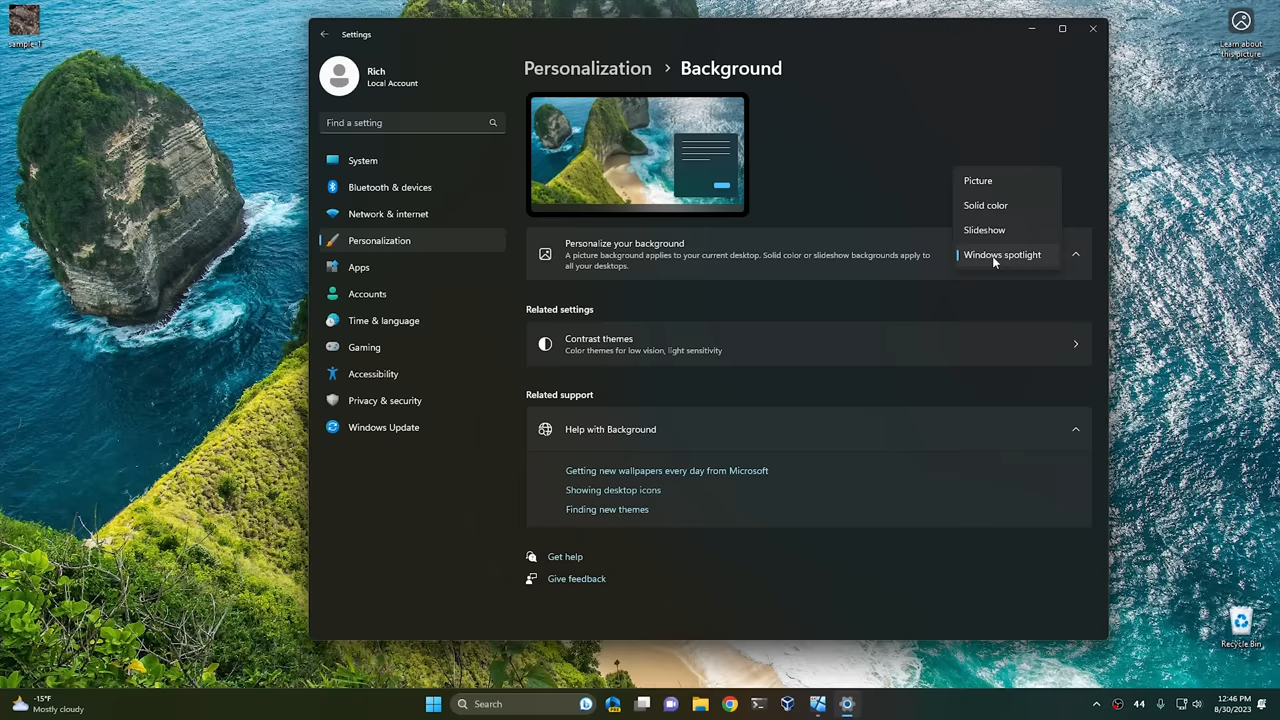 sample-1
Settings
Learn about
this picture
Rich
Local Account
Find a setting
System
Bluetooth & devices
Network & internet
Personalization
Apps
Accounts
Time & language
Gaming
Accessibility
Privacy & security
Windows Update
Personalization › Background
Picture
Solid color
Slideshow
Windows spotlight
Personalize your background
A picture background applies to your current desktop. Solid color or slideshow backgrounds apply to
all your desktops.
Related settings
Contrast themes
Color themes for low vision, light sensitivity
Related support
Help with Background
Getting new wallpapers every day from Microsoft
Showing desktop icons
Finding new themes
Get help
Give feedback
Recycle Bin
-15°F
Mostly cloudy
Search
PRE
44
12:46 PM
8/30/2023